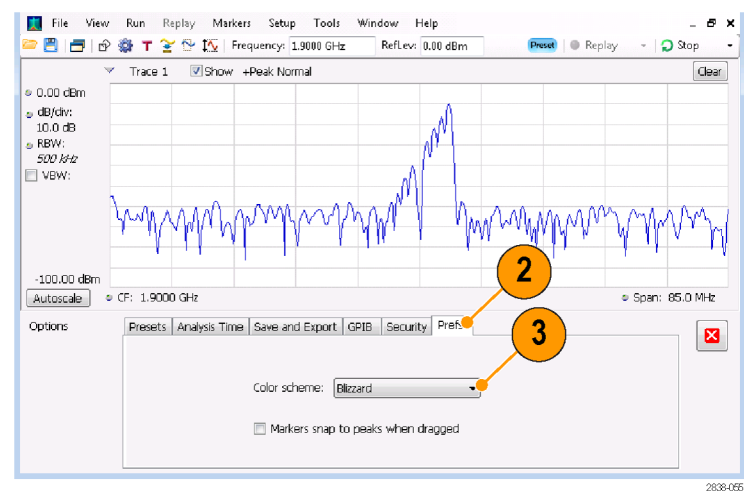 File View Run Replay Markers Setup Tools Window Help
T Frequency: 1.9000 GHz RefLev: 0.00 dBm Preset Replay Stop
Trace 1 Show +Peak Normal Clear
0.00 dBm
dB/div:
10.0 dB
RBW:
500 kHz
VBW:
-100.00 dBm
Autoscale CF: 1.9000 GHz Span: 85.0 MHz
2
Options Presets Analysis Time Save and Export GPIB Security Prefs
3
Color scheme: Blizzard
Markers snap to peaks when dragged
2838-055